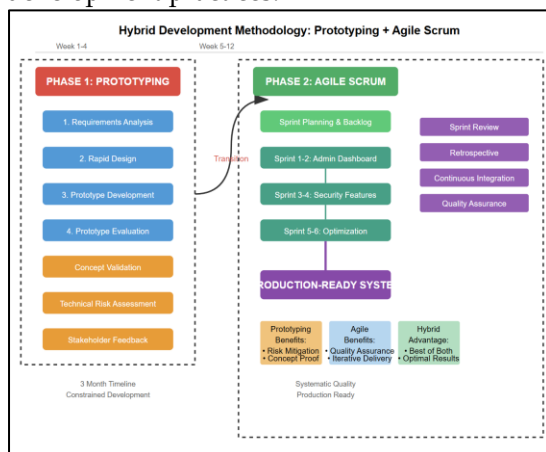 Hybrid Development Methodology: Prototyping + Agile Scrum
Week 1-4
Week 5-12
PHASE 1: PROTOTYPING
1. Requirements Analysis
2. Rapid Design
3. Prototype Development
4. Prototype Evaluation
Concept Validation
Technical Risk Assessment
Stakeholder Feedback
3 Month Timeline
Constrained Development
Transition
PHASE 2: AGILE SCRUM
Sprint Planning & Backlog
Sprint 1-2: Admin Dashboard
Sprint 3-4: Security Features
Sprint 5-6: Optimization
RODUCTION-READY SYSTE
Sprint Review
Retrospective
Continuous Integration
Quality Assurance
Prototyping
Benefits:
• Risk Mitigation
• Concept Proof
Agile
Benefits:
• Quality Assurance
• Iterative Delivery
Hybrid
Advantage:
• Best of Both
• Optimal Results
Systematic Quality
Production Ready